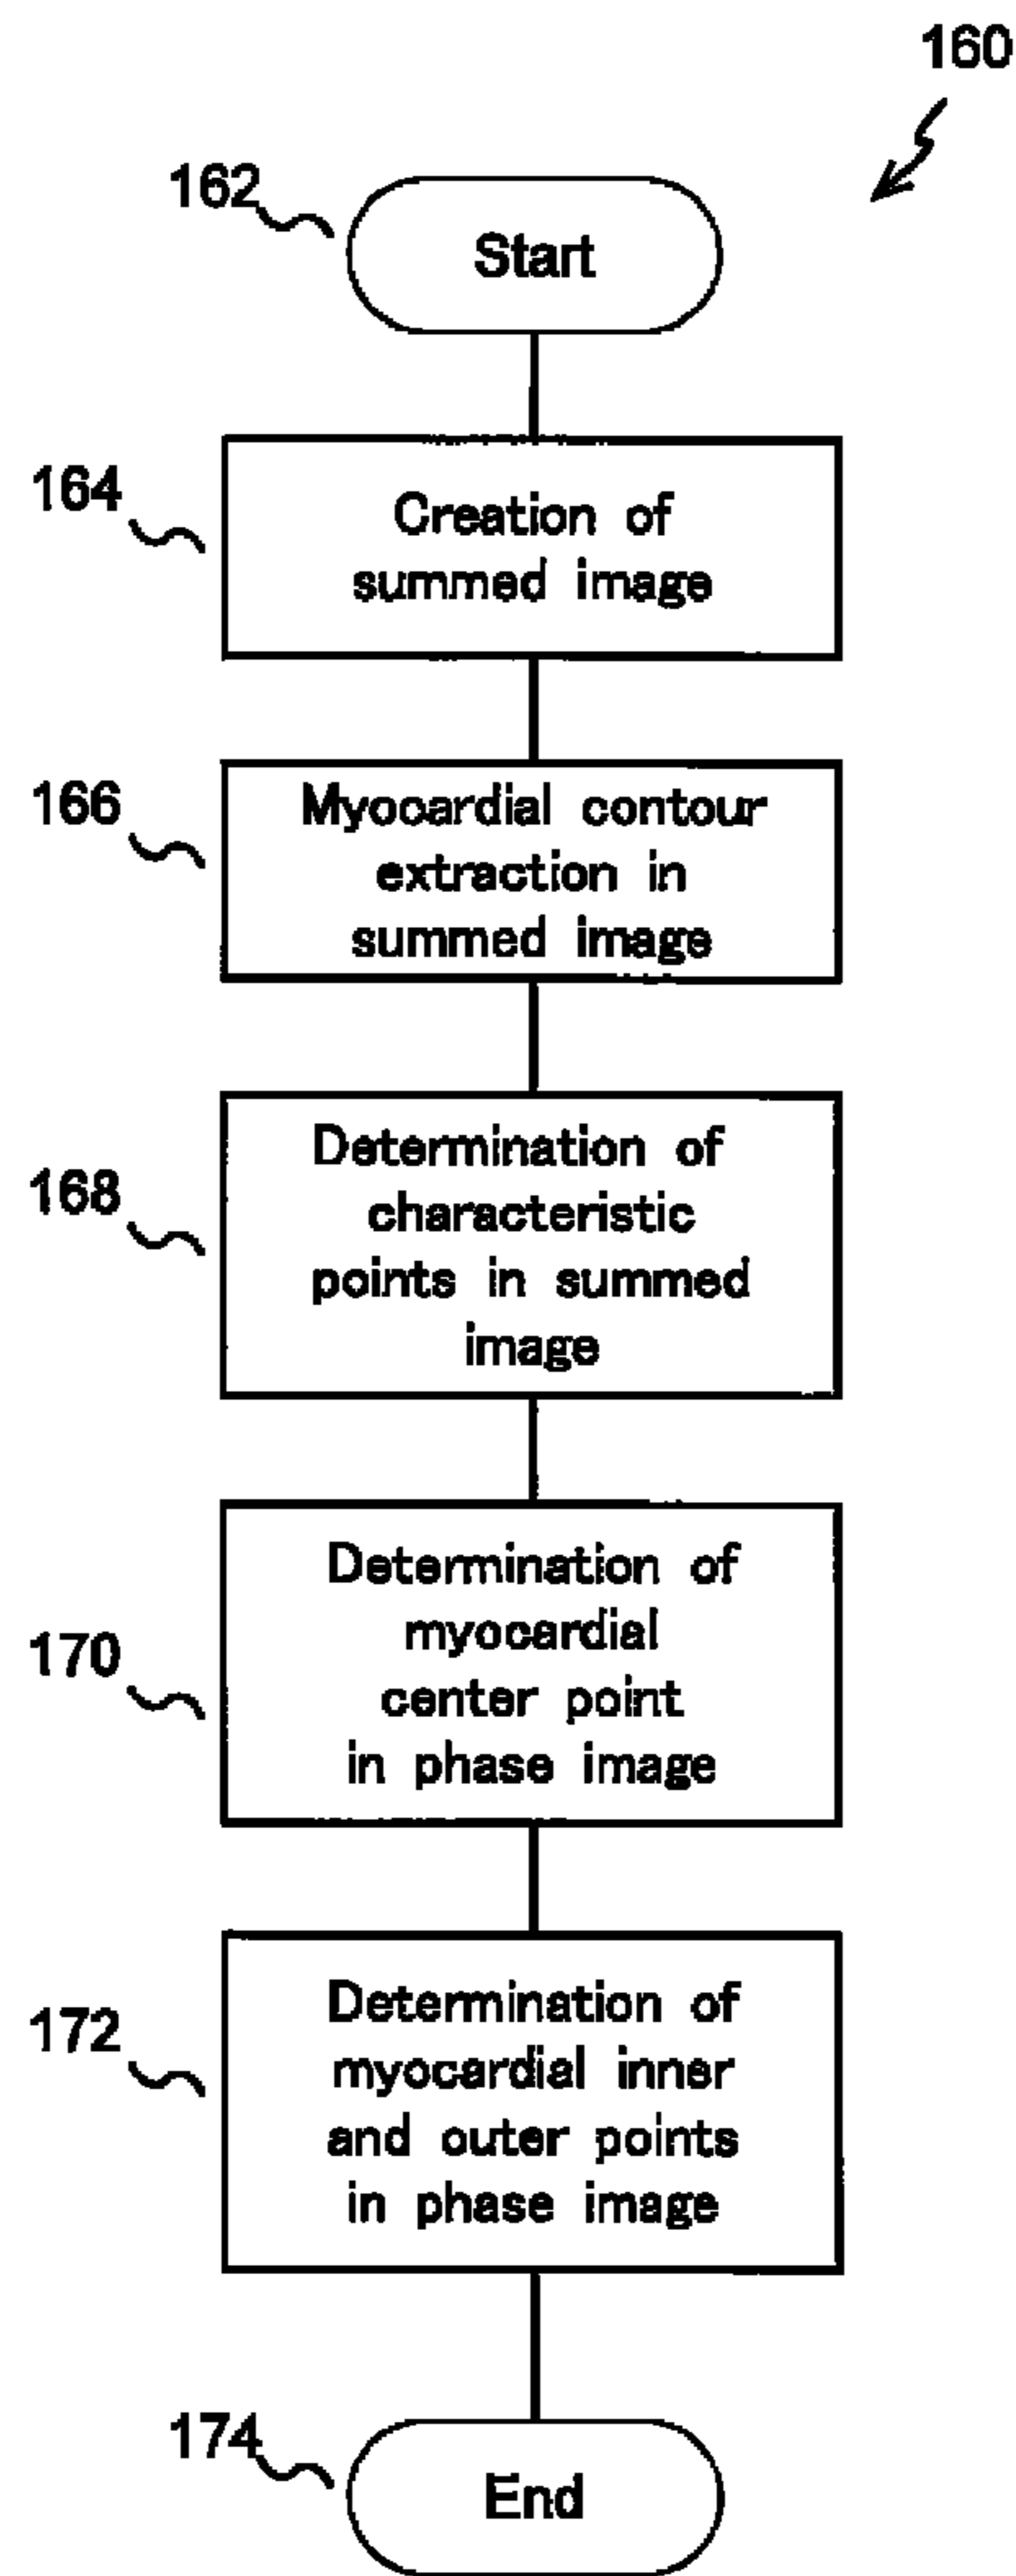 160
162
Start
164
Creation of
summed image
166
Myocardial contour
extraction in
summed image
168
Determination of
characteristic
points in summed
image
170
Determination of
myocardial
center point
in phase image
172
Determination of
myocardial inner
and outer points
in phase image
174
End